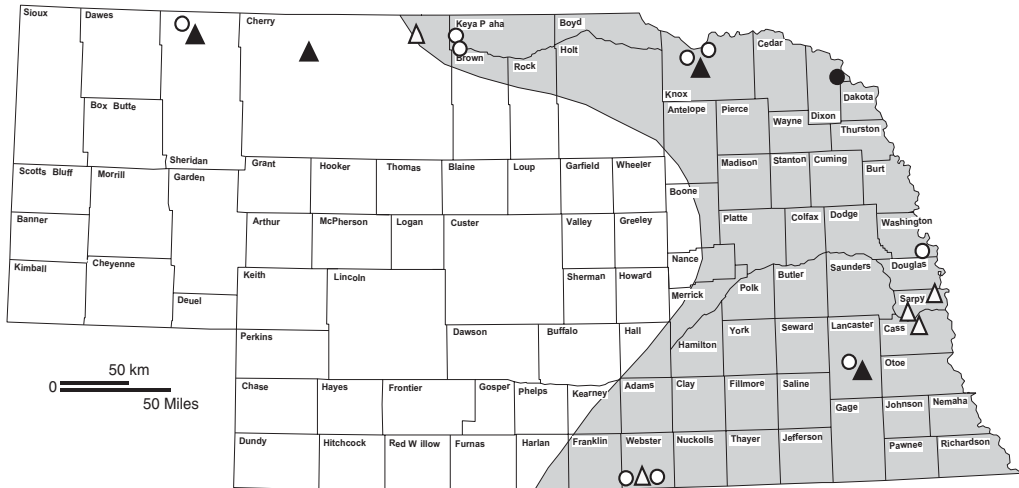 Sioux
Dawes
Cherry
Keya P aha
Boyd
Holt
Brown
Rock
Cedar
Knox
Dixon
Dakota
Box Butte
Sheridan
Antelope
Pierce
Wayne
Thurston
Scotts Bluff
Morrill
Garden
Grant
Hooker
Thomas
Blaine
Loup
Garfield
Wheeler
Boone
Madison
Stanton
Cuming
Burt
Banner
Arthur
McPherson
Logan
Custer
Valley
Greeley
Platte
Colfax
Dodge
Washington
Kimball
Cheyenne
Deuel
Keith
Lincoln
Sherman
Howard
Nance
Merrick
Polk
Butler
Saunders
Douglas
Sarpy
Perkins
Dawson
Buffalo
Hall
Hamilton
York
Seward
Lancaster
Cass
Otoe
50 km
0
50 Miles
Chase
Hayes
Frontier
Gosper
Phelps
Kearney
Adams
Clay
Fillmore
Saline
Gage
Johnson
Nemaha
Dundy
Hitchcock
Red W illow
Furnas
Harlan
Franklin
Webster
Nuckolls
Thayer
Jefferson
Pawnee
Richardson